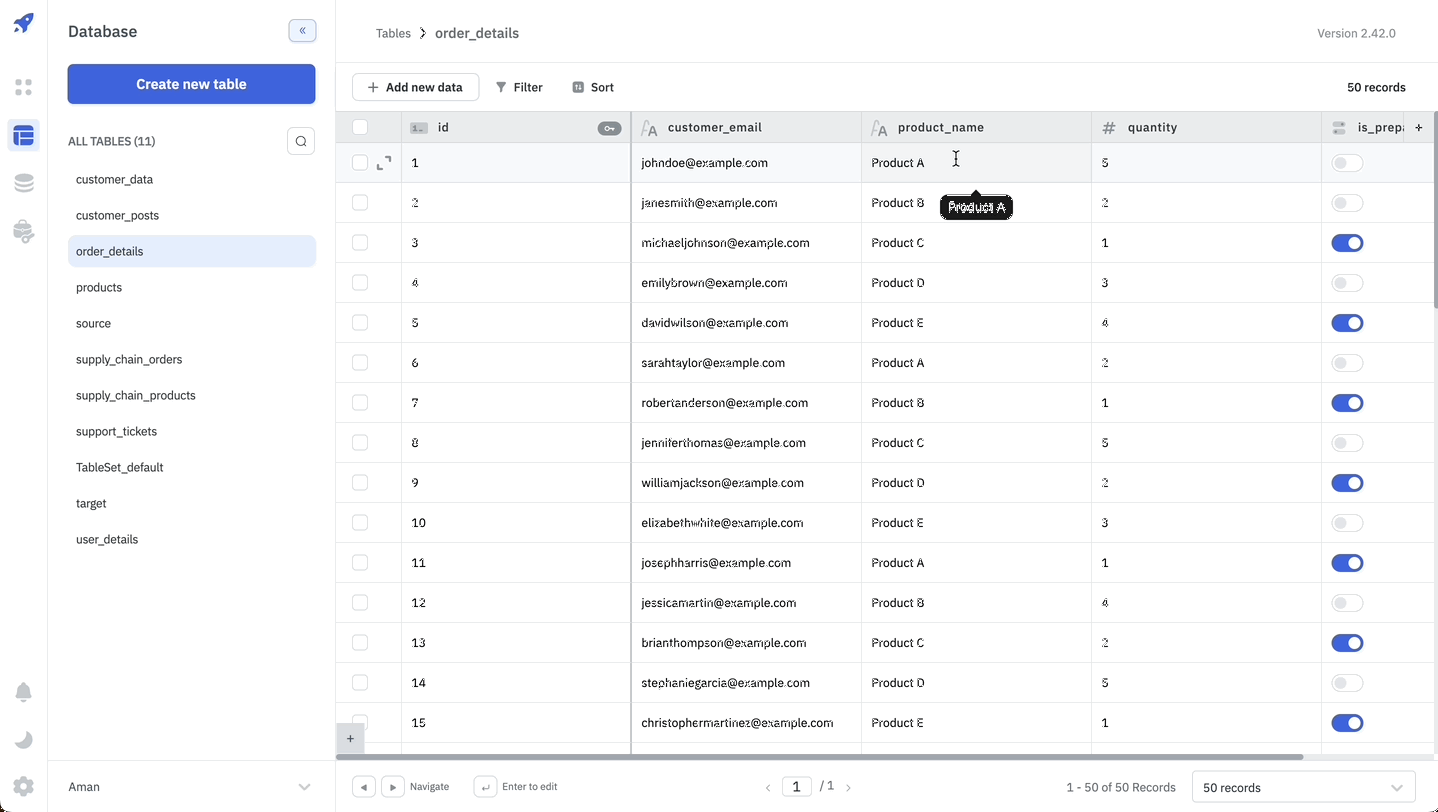 Database
«
Create new table
ALL TABLES (11)
customer_data
customer_posts
order_details
products
source
supply_chain_orders
supply_chain_products
support_tickets
TableSet_default
target
user_details
Aman
Tables > order_details
Version 2.42.0
+ Add new data Filter Sort 50 records
id customer_email product_name quantity is_prepa +
1 johndoe@example.com Product A 5
2 janesmith@example.com Product B 2
Product A
3 michaeljohnson@example.com Product C 1
4 emilybrown@example.com Product D 3
5 davidwilson@example.com Product E 4
6 sarahtaylor@example.com Product A 2
7 robertanderson@example.com Product B 1
8 jenniferthomas@example.com Product C 5
9 williamjackson@example.com Product D 2
10 elizabethwhite@example.com Product E 3
11 josephharris@example.com Product A 1
12 jessicamartin@example.com Product B 4
13 brianthompson@example.com Product C 2
14 stephaniegarcia@example.com Product D 5
15 christophermartinez@example.com Product E 1
+
Navigate Enter to edit ‹ 1 / 1 › 1 - 50 of 50 Records 50 records